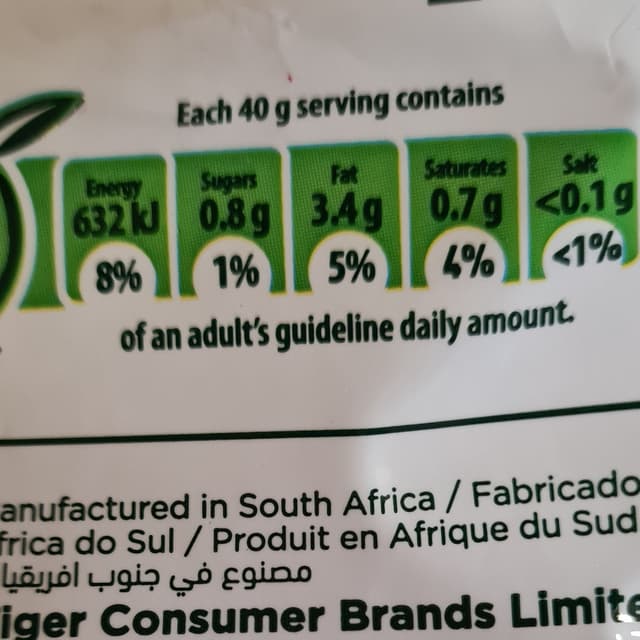 Each 40 g serving contains
Energy Sugars Fat Saturates Salt
632 kJ 0.8 g 3.4 g 0.7 g <0.1 g
8% 1% 5% 4% <1%
of an adult's guideline daily amount.
anufactured in South Africa / Fabricado
frica do Sul / Produit en Afrique du Sud
مصنوع في جنوب افريقيا
iger Consumer Brands Limite